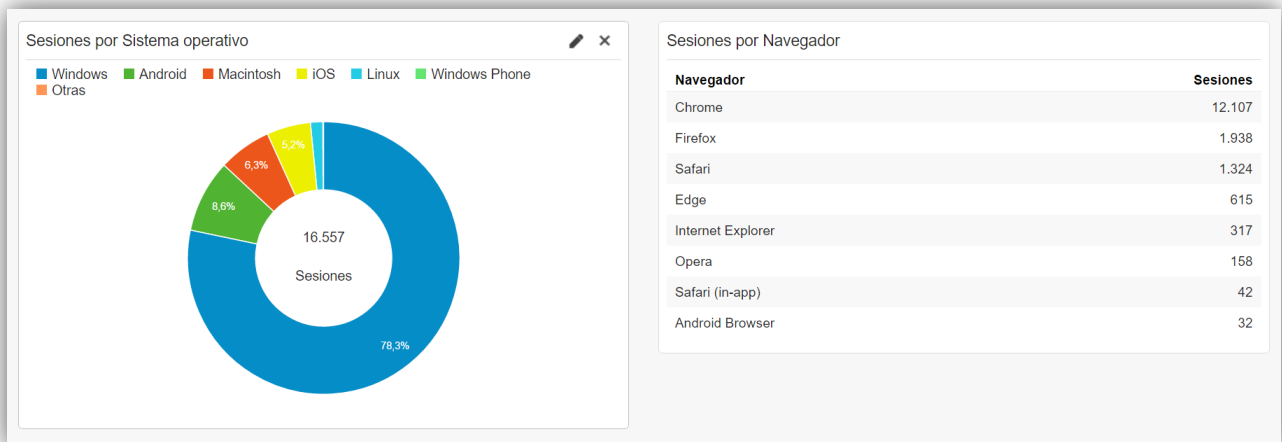 Sesiones por Sistema operativo
Windows Android Macintosh iOS Linux Windows Phone
Otras
5,2%
6,3%
8,6%
16.557
Sesiones
78,3%
Sesiones por Navegador
Navegador Sesiones
Chrome 12.107
Firefox 1.938
Safari 1.324
Edge 615
Internet Explorer 317
Opera 158
Safari (in-app) 42
Android Browser 32